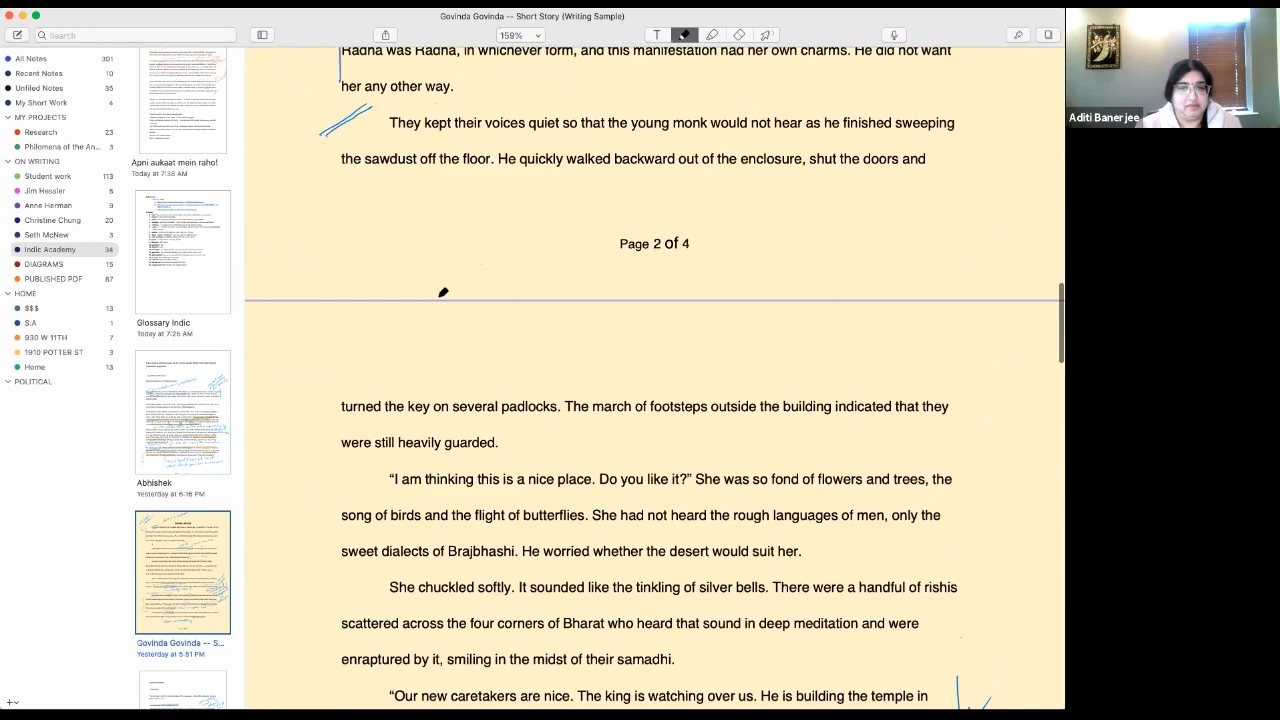 Govinda Govinda -- Short Story (Writing Sample)
Search
159%
T
All Notes 391
Recent Notes 10
Unfiled Notes 35
My Short Work 6
MY PROJECTS
Research 23
Philomena of the An... 
ON WRITING
Student work 113
Jim Hessler 8
Anne Herman 9
Christine Chung 20
Seth McNew 3
Indic Academy 34
DIAGRAMS 15
PUBLISHED PDF 87
HOME
$$$ 13
S.A 1
930 W 11TH 7
1910 POTTER ST 3
Home 13
POLITICAL
Apni aukaat mein raho!
Today at 7:38 AM
Glossary Indic
Today at 7:25 AM
Abhishek
Yesterday at 6:16 PM
Govinda Govinda -- S...
Yesterday at 5:51 PM
Radha was Radha, in whichever form, and each manifestation had her own charms. He did not want
her any other way.
They kept their voices quiet so that the young monk would not hear as he finished sweeping
the sawdust off the floor. He quickly walked backward out of the enclosure, shut the doors and
Page 2 of 4
turned the key on several padlocks. The march of footsteps outside the building indicated that they
were still heavily guarded.
“I am thinking this is a nice place. Do you like it?” She was so fond of flowers and trees, the
song of birds and the flight of butterflies. She had not heard the rough languages of men, only the
sweet dialects of Brajbhashi. He worried whether the desert would suit her.
She chuckled softly. It sounded like the tinkling of silver bells. There were a handful of rishis
scattered across the four corners of Bharat who heard that sound in deep meditation and were
enraptured by it, smiling in the midst of their samadhi.
“Our new caretakers are nice. The king is watching over us. He is building the temple in
Aditi Banerjee